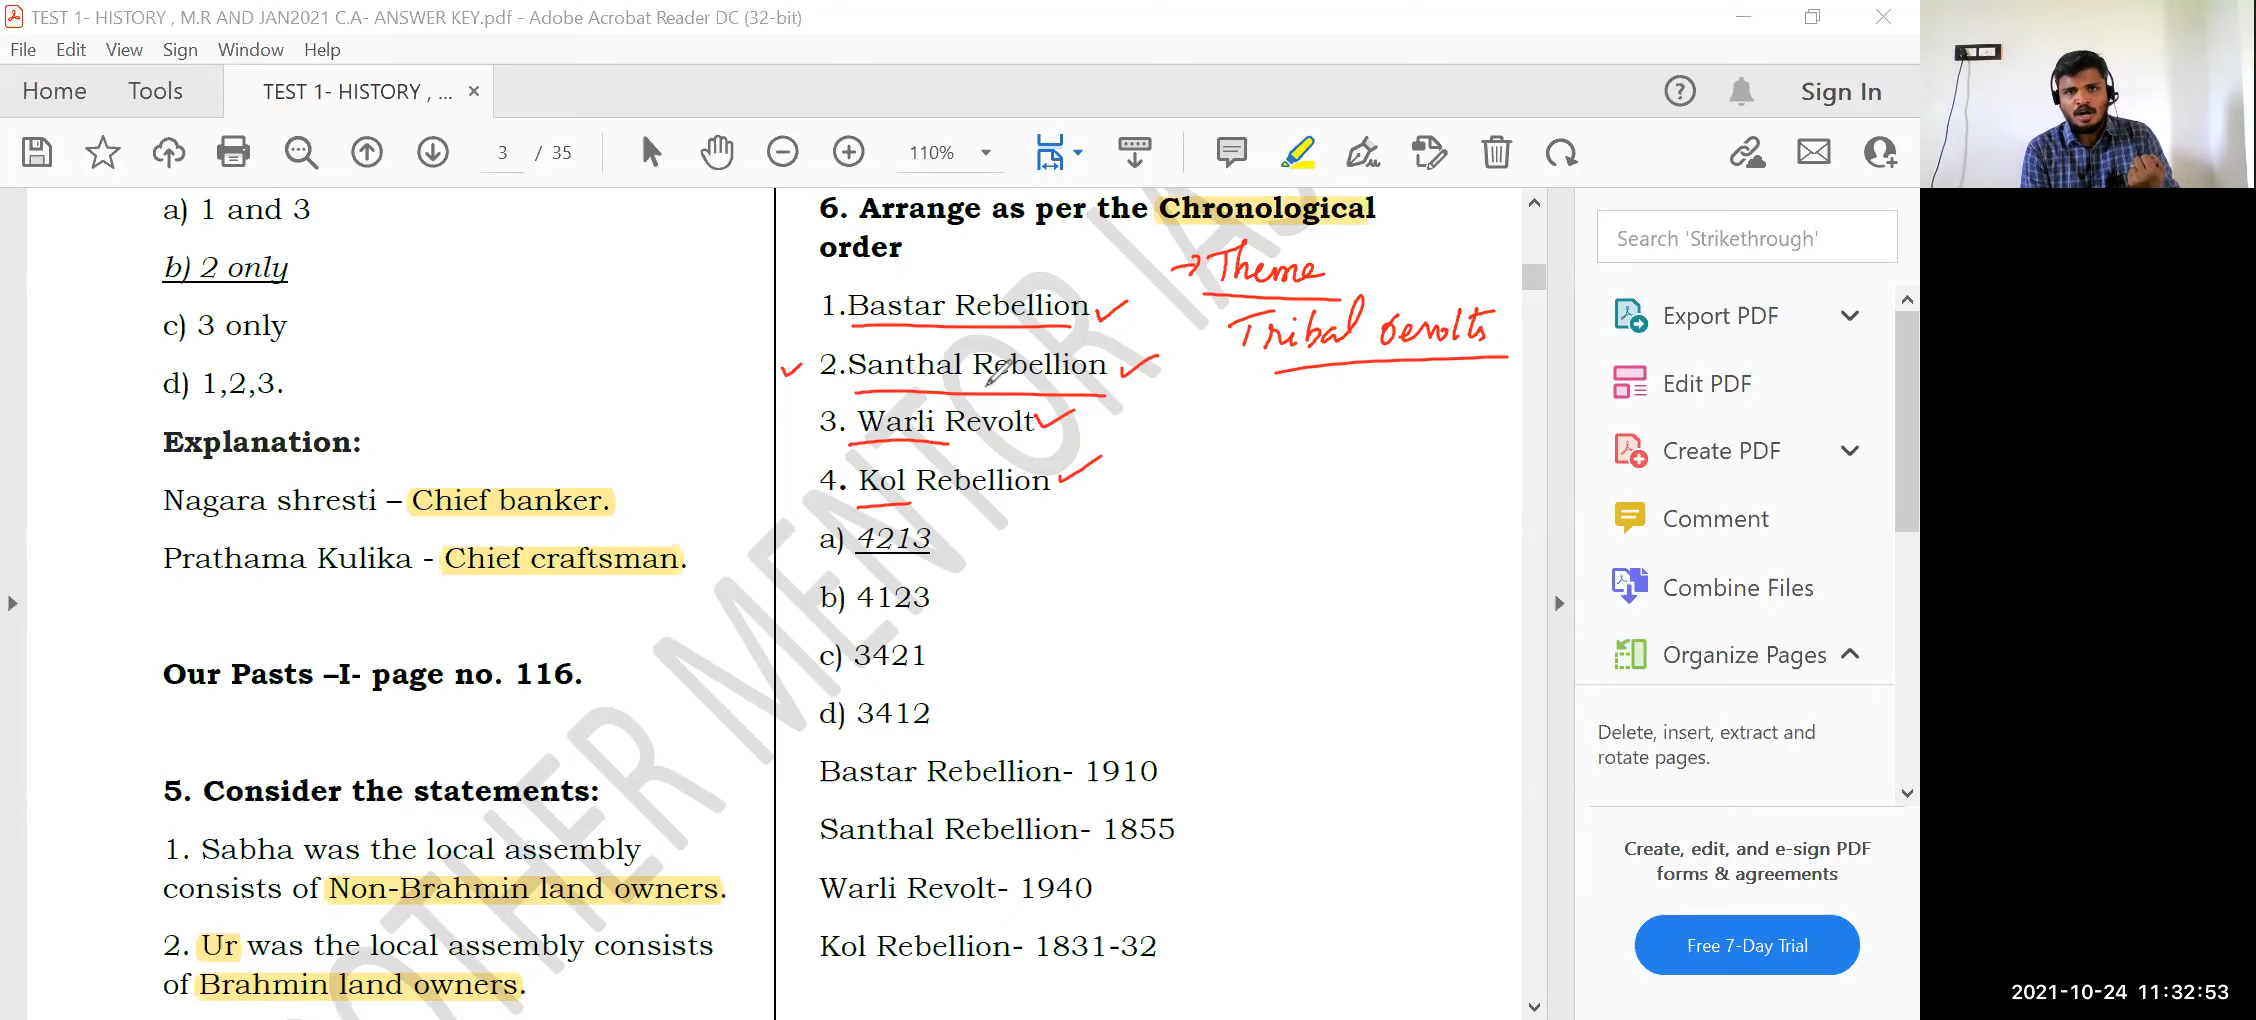 TEST 1- HISTORY , M.R AND JAN2021 C.A- ANSWER KEY.pdf - Adobe Acrobat Reader DC (32-bit)
File Edit View Sign Window Help
Home Tools TEST 1- HISTORY , ... ×
Sign In
3 / 35
110%
a) 1 and 3
b) 2 only
c) 3 only
d) 1,2,3.
Explanation:
Nagara shresti – Chief banker.
Prathama Kulika - Chief craftsman.
Our Pasts –I- page no. 116.
5. Consider the statements:
1. Sabha was the local assembly
consists of Non-Brahmin land owners.
2. Ur was the local assembly consists
of Brahmin land owners.
6. Arrange as per the Chronological
order
→ Theme
Tribal revolts
1.Bastar Rebellion
2.Santhal Rebellion
3. Warli Revolt
4. Kol Rebellion
a) 4213
b) 4123
c) 3421
d) 3412
Bastar Rebellion- 1910
Santhal Rebellion- 1855
Warli Revolt- 1940
Kol Rebellion- 1831-32
OTHER MENTOR IAS
Search 'Strikethrough'
Export PDF
Edit PDF
Create PDF
Comment
Combine Files
Organize Pages
Delete, insert, extract and
rotate pages.
Create, edit, and e-sign PDF
forms & agreements
Free 7-Day Trial
2021-10-24 11:32:53